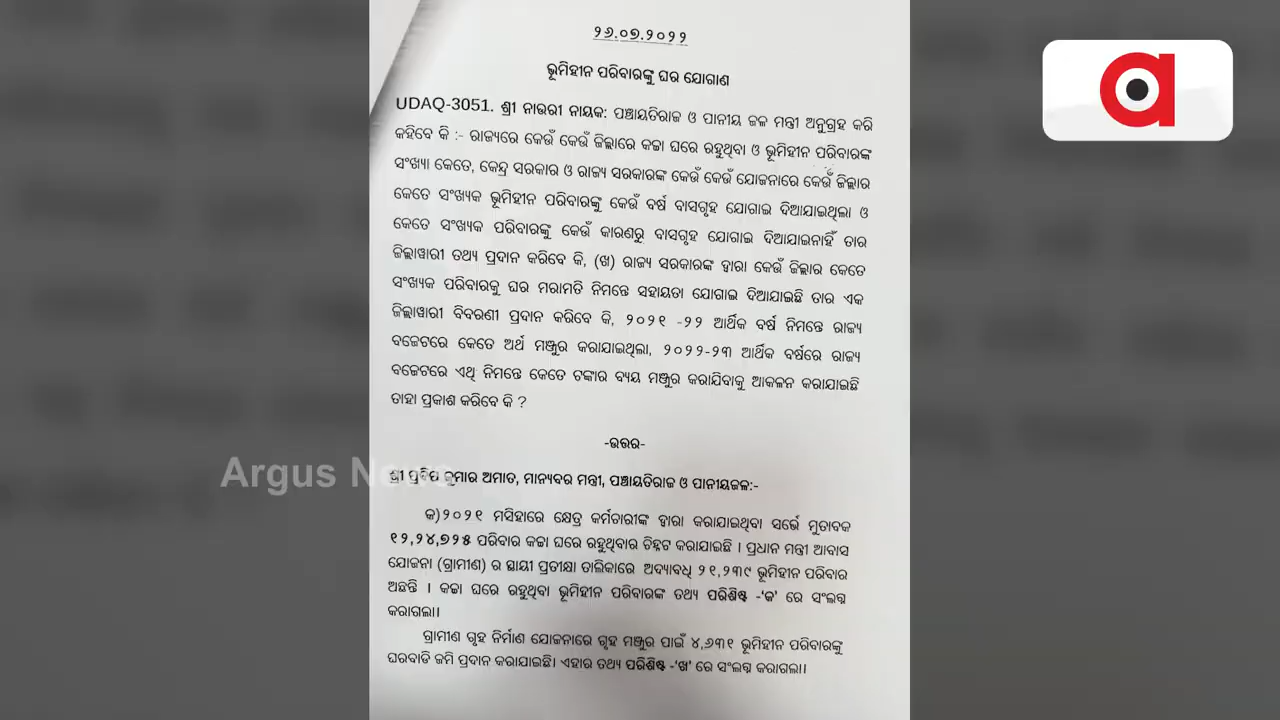 ୨୬.୦୭.୨୦୨୨
ଭୂମିହୀନ ପରିବାରଙ୍କୁ ଘର ଯୋଗାଣ
UDAQ-3051. ଶ୍ରୀ ନାଉରୀ ନାୟକ: ପଞ୍ଚାୟତିରାଜ ଓ ପାନୀୟ ଜଳ ମନ୍ତ୍ରୀ ଅନୁଗ୍ରହ କରି
କହିବେ କି :- ରାଜ୍ୟରେ କେଉଁ କେଉଁ ଜିଲ୍ଲାରେ କଚ୍ଚା ଘରେ ରହୁଥିବା ଓ ଭୂମିହୀନ ପରିବାରଙ୍କ
ସଂଖ୍ୟା କେତେ, କେନ୍ଦ୍ର ସରକାର ଓ ରାଜ୍ୟ ସରକାରଙ୍କ କେଉଁ କେଉଁ ଯୋଜନାରେ କେଉଁ ଜିଲ୍ଲାର
କେତେ ସଂଖ୍ୟକ ଭୂମିହୀନ ପରିବାରଙ୍କୁ କେଉଁ ବର୍ଷ ବାସଗୃହ ଯୋଗାଇ ଦିଆଯାଇଥିଲା ଓ
କେତେ ସଂଖ୍ୟକ ପରିବାରଙ୍କୁ କେଉଁ କାରଣରୁ ବାସଗୃହ ଯୋଗାଇ ଦିଆଯାଇନାହିଁ ତାର
ଜିଲ୍ଲାୱାରୀ ତଥ୍ୟ ପ୍ରଦାନ କରିବେ କି, (ଖ) ରାଜ୍ୟ ସରକାରଙ୍କ ଦ୍ୱାରା କେଉଁ ଜିଲ୍ଲାର କେତେ
ସଂଖ୍ୟକ ପରିବାରକୁ ଘର ମରାମତି ନିମନ୍ତେ ସହାୟତା ଯୋଗାଇ ଦିଆଯାଇଛି ତାର ଏକ
ଜିଲ୍ଲାୱାରୀ ବିବରଣୀ ପ୍ରଦାନ କରିବେ କି, ୨୦୨୧ -୨୨ ଆର୍ଥିକ ବର୍ଷ ନିମନ୍ତେ ରାଜ୍ୟ
ବଜେଟରେ କେତେ ଅର୍ଥ ମଞ୍ଜୁର କରାଯାଇଥିଲା, ୨୦୨୨-୨୩ ଆର୍ଥିକ ବର୍ଷରେ ରାଜ୍ୟ
ବଜେଟରେ ଏଥି ନିମନ୍ତେ କେତେ ଟଙ୍କାର ବ୍ୟୟ ମଞ୍ଜୁର କରାଯିବାକୁ ଆକଳନ କରାଯାଇଛି
ତାହା ପ୍ରକାଶ କରିବେ କି ?
-ଉତ୍ତର-
ଶ୍ରୀ ପ୍ରଦିପ କୁମାର ଅମାତ, ମାନ୍ୟବର ମନ୍ତ୍ରୀ, ପଞ୍ଚାୟତିରାଜ ଓ ପାନୀୟଜଳ:-
କ)୨୦୨୧ ମସିହାରେ କ୍ଷେତ୍ର କର୍ମଚାରୀଙ୍କ ଦ୍ୱାରା କରାଯାଇଥିବା ସର୍ଭେ ମୁତାବକ
୧୨,୨୪,୭୨୫ ପରିବାର କଚ୍ଚା ଘରେ ରହୁଥିବାର ଚିହ୍ନଟ କରାଯାଇଛି । ପ୍ରଧାନ ମନ୍ତ୍ରୀ ଆବାସ
ଯୋଜନା (ଗ୍ରାମୀଣ) ର ସ୍ଥାୟୀ ପ୍ରତୀକ୍ଷା ତାଲିକାରେ ଅଦ୍ୟାବଧି ୨୧,୨୩୯ ଭୂମିହୀନ ପରିବାର
ଅଛନ୍ତି । କଚ୍ଚା ଘରେ ରହୁଥିବା ଭୂମିହୀନ ପରିବାରଙ୍କ ତଥ୍ୟ ପରିଶିଷ୍ଟ -‘କ’ ରେ ସଂଲଗ୍ନ
କରାଗଲା।
ଗ୍ରାମୀଣ ଗୃହ ନିର୍ମାଣ ଯୋଜନାରେ ଗୃହ ମଞ୍ଜୁର ପାଇଁ ୪,୬୩୧ ଭୂମିହୀନ ପରିବାରଙ୍କୁ
ଘରବାଡି ଜମି ପ୍ରଦାନ କରାଯାଇଛି। ଏହାର ତଥ୍ୟ ପରିଶିଷ୍ଟ -‘ଖ’ ରେ ସଂଲଗ୍ନ କରାଗଲା।
Argus News
a